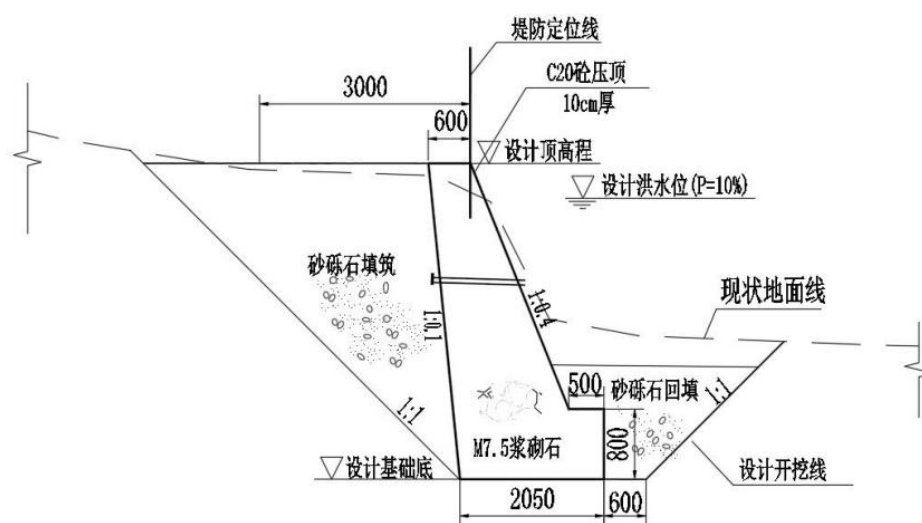 堤防定位线
3000
C20砼压顶
10cm厚
600
设计顶高程
设计洪水位(P=10%)
砂砾石填筑
现状地面线
1:0.1
1:0.4
500
砂砾石回填
1:1
1:1
M7.5浆砌石
800
设计基础底
设计开挖线
2050
600